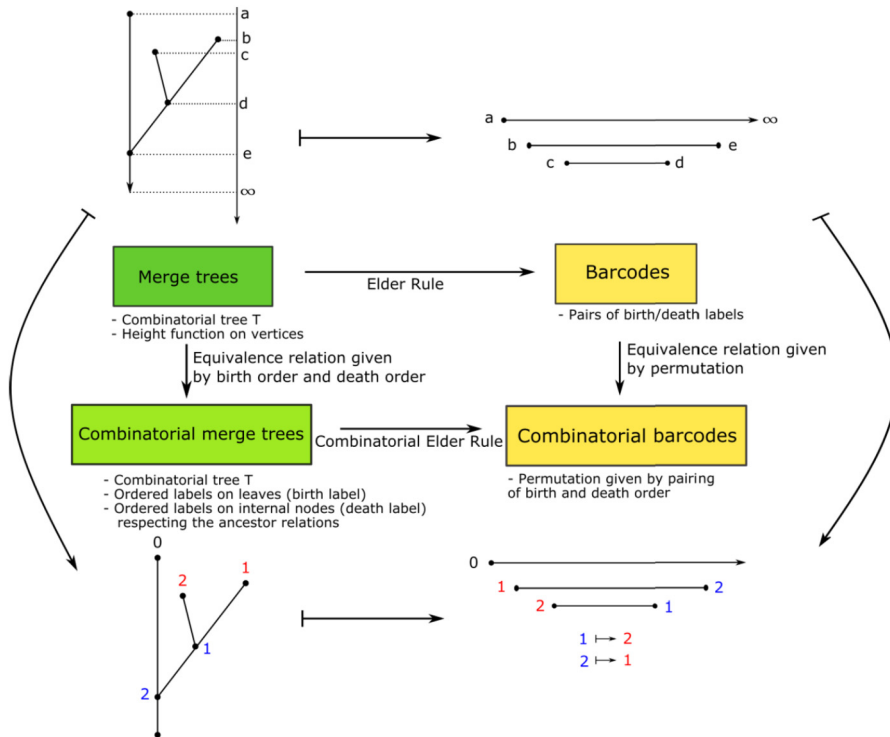 a
b
c
d
e
∞
a
∞
b
e
c
d
Merge trees
Elder Rule
Barcodes
- Combinatorial tree T
- Height function on vertices
- Pairs of birth/death labels
Equivalence relation given
by birth order and death order
Equivalence relation given
by permutation
Combinatorial merge trees
Combinatorial Elder Rule
Combinatorial barcodes
- Combinatorial tree T
- Ordered labels on leaves (birth label)
- Ordered labels on internal nodes (death label)
respecting the ancestor relations
- Permutation given by pairing
of birth and death order
0
2
1
1
2
0
1
2
2
1
1 ↦ 2
2 ↦ 1